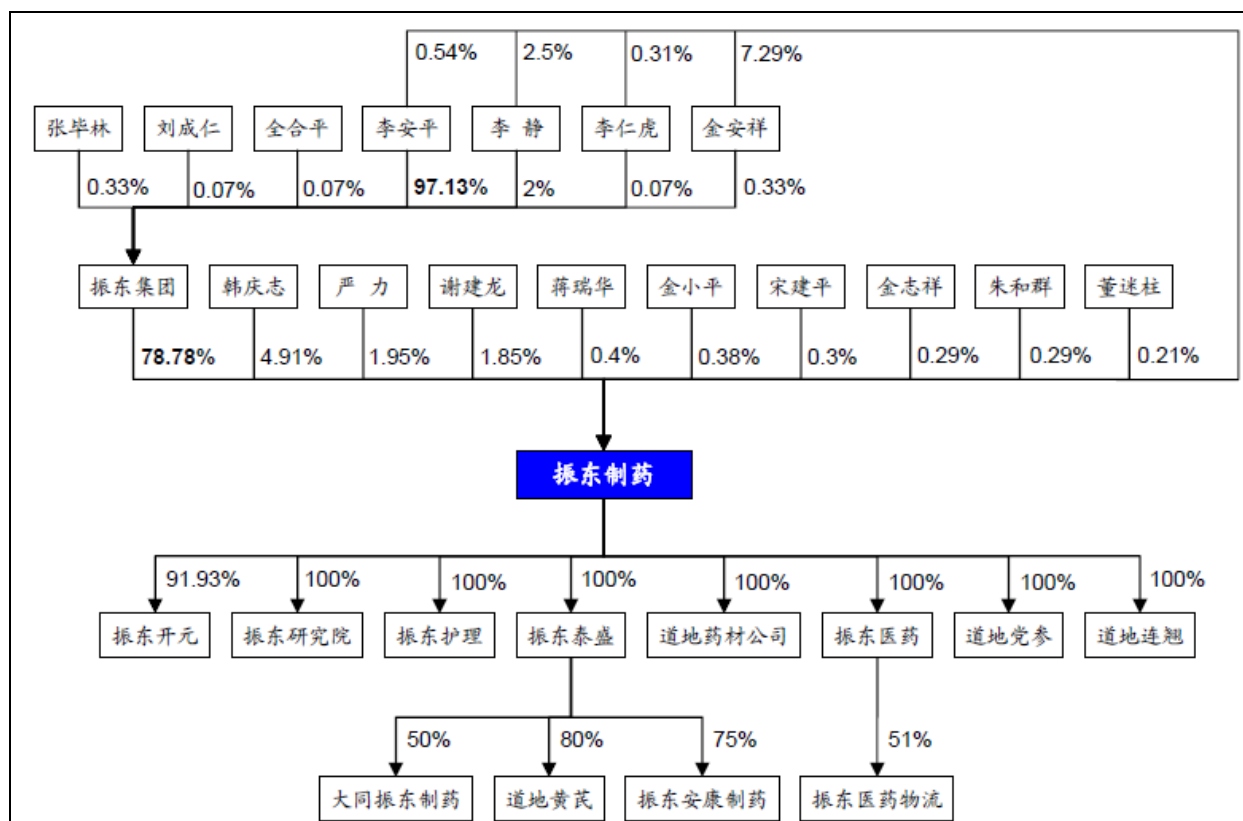 0.54% 2.5% 0.31% 7.29%
张毕林 刘成仁 全合平 李安平 李 静 李仁虎 金安祥
0.33% 0.07% 0.07% 97.13% 2% 0.07% 0.33%
振东集团 韩庆志 严 力 谢建龙 蒋瑞华 金小平 宋建平 金志祥 朱和群 董迷柱
78.78% 4.91% 1.95% 1.85% 0.4% 0.38% 0.3% 0.29% 0.29% 0.21%
振东制药
91.93% 100% 100% 100% 100% 100% 100% 100%
振东开元 振东研究院 振东护理 振东泰盛 道地药材公司 振东医药 道地党参 道地连翘
50% 80% 75% 51%
大同振东制药 道地黄芪 振东安康制药 振东医药物流